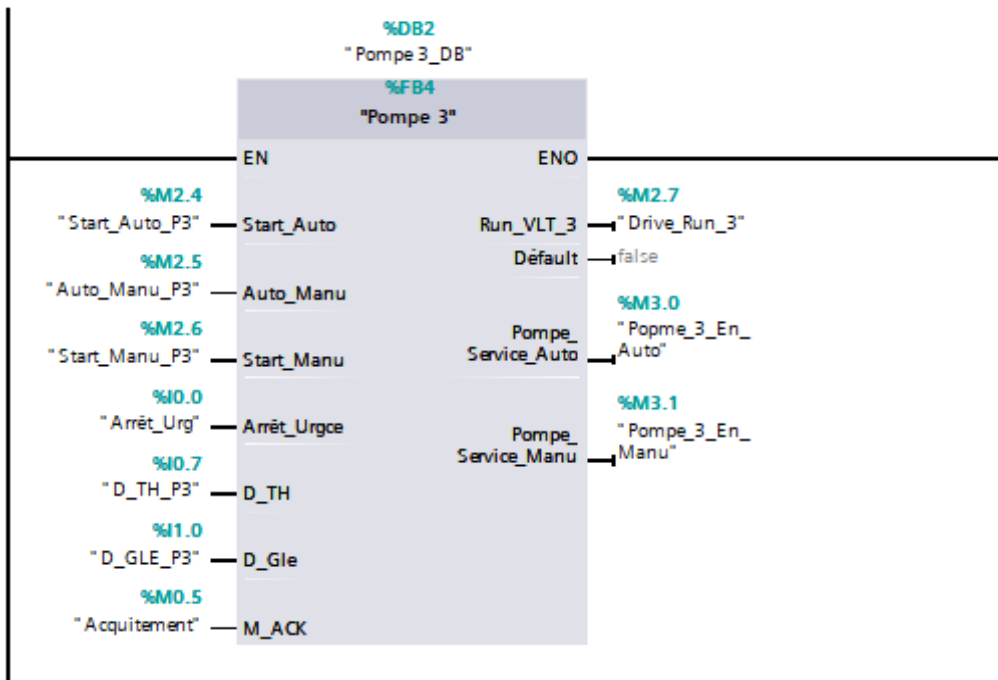 %DB2
"Pompe 3_DB"
%FB4
"Pompe 3"
EN ENO
%M2.4
"Start_Auto_P3" Start_Auto
%M2.5
"Auto_Manu_P3" Auto_Manu
%M2.6
"Start_Manu_P3" Start_Manu
%I0.0
"Arrêt_Urg" Arrêt_Urgce
%I0.7
"D_TH_P3" D_TH
%I1.0
"D_GLE_P3" D_Gle
%M0.5
"Acquitement" M_ACK
%M2.7
Run_VLT_3 "Drive_Run_3"
Défault false
%M3.0
Pompe_ "Popme_3_En_
Service_Auto Auto"
%M3.1
Pompe_ "Pompe_3_En_
Service_Manu Manu"